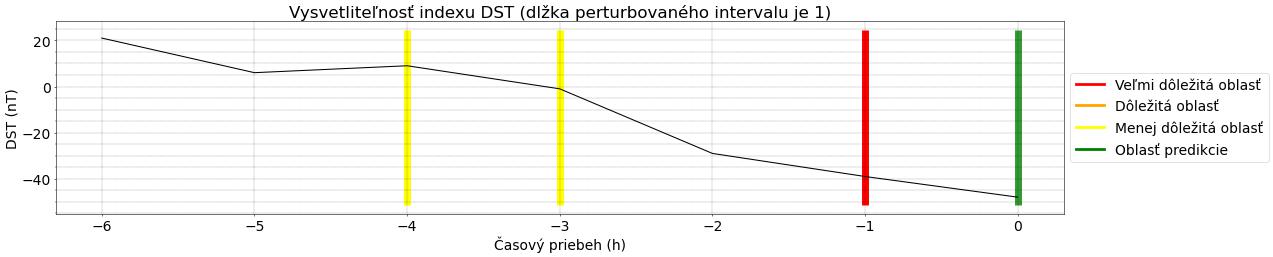 Vysvetliteľnosť indexu DST (dĺžka perturbovaného intervalu je 1)
DST (nT)
20
0
−20
−40
−6 −5 −4 −3 −2 −1 0
Časový priebeh (h)
Veľmi dôležitá oblasť
Dôležitá oblasť
Menej dôležitá oblasť
Oblasť predikcie